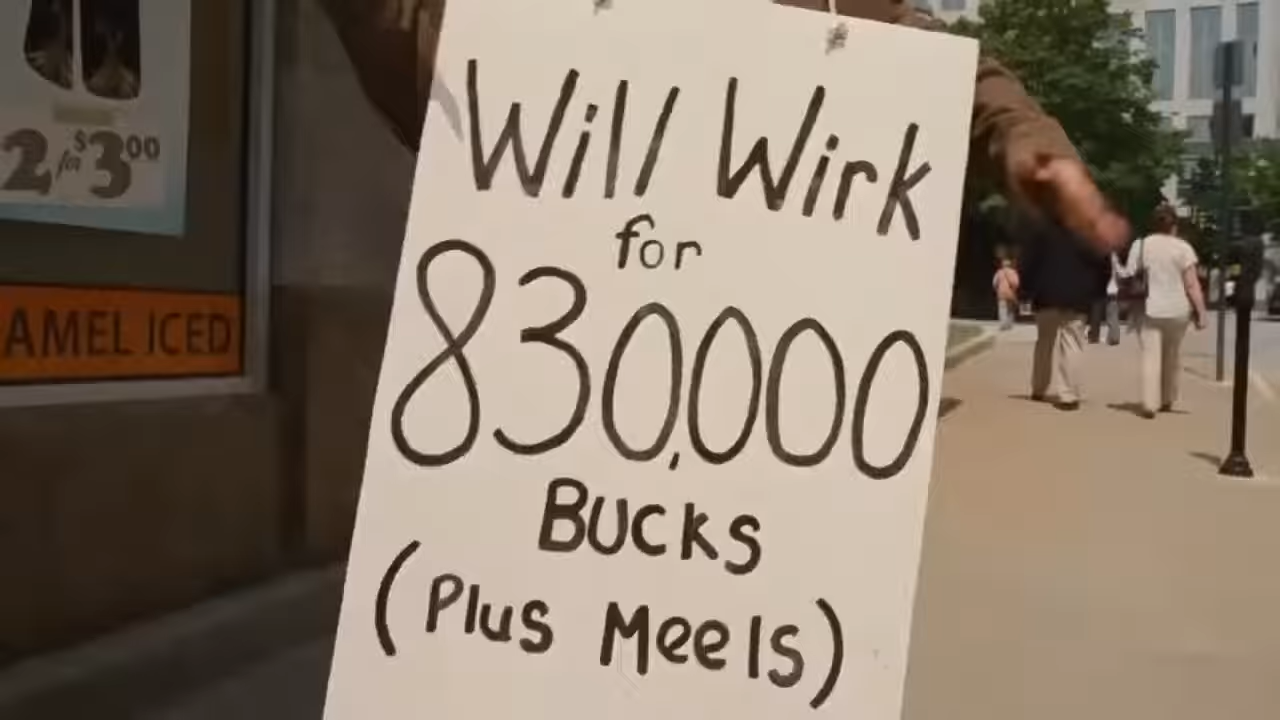 2 for $3.00
AMEL ICED
Will Wirk
for
830,000
Bucks
(Plus Meels)